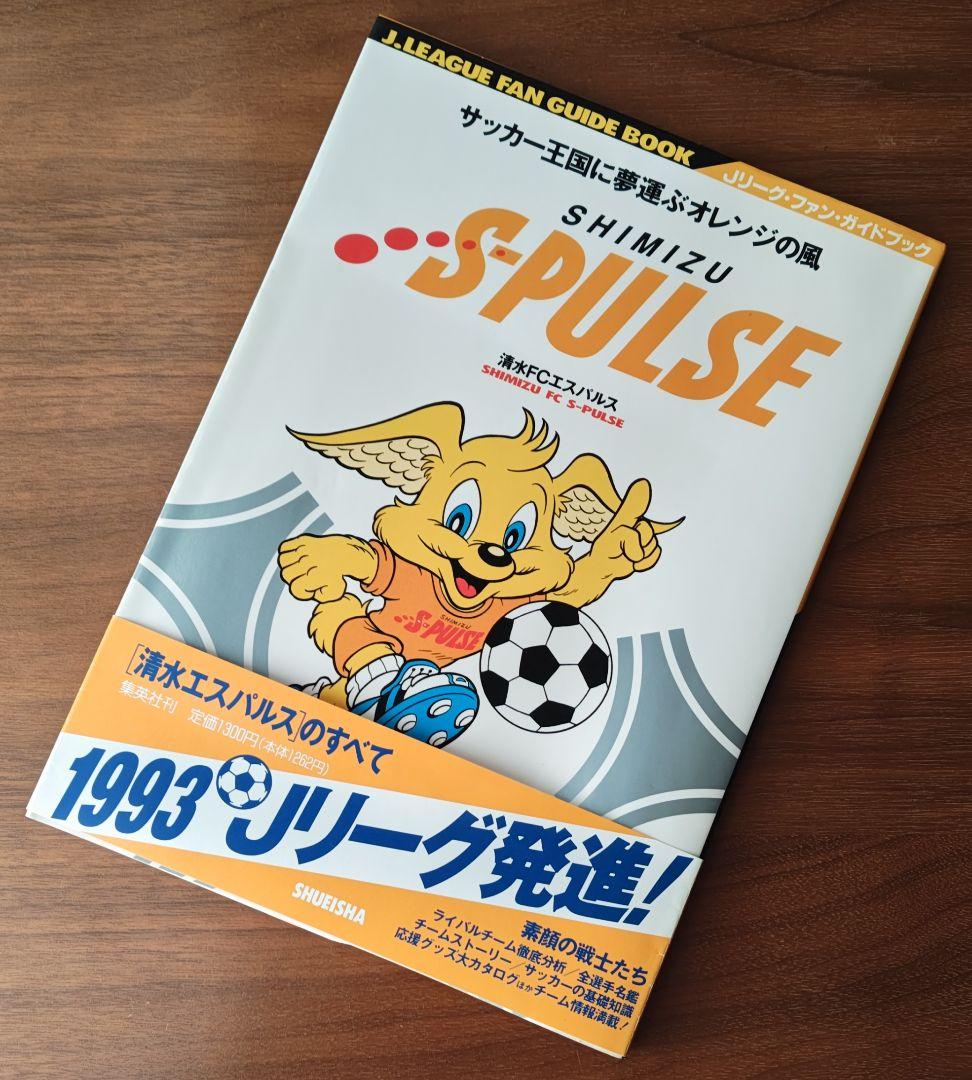 J.LEAGUE FAN GUIDE BOOK
Jリーグ・ファン・ガイドブック
サッカー王国に夢運ぶオレンジの風
SHIMIZU
S-PULSE
清水FCエスパルス
SHIMIZU FC S-PULSE
SHIMIZU
S-PULSE
[清水エスパルス]のすべて
集英社刊 定価1300円(本体1262円)
1993 Jリーグ発進!
SHUEISHA
素顔の戦士たち
ライバルチーム徹底分析/全選手名鑑
チームストーリー/サッカーの基礎知識
応援グッズ大カタログほかチーム情報満載!